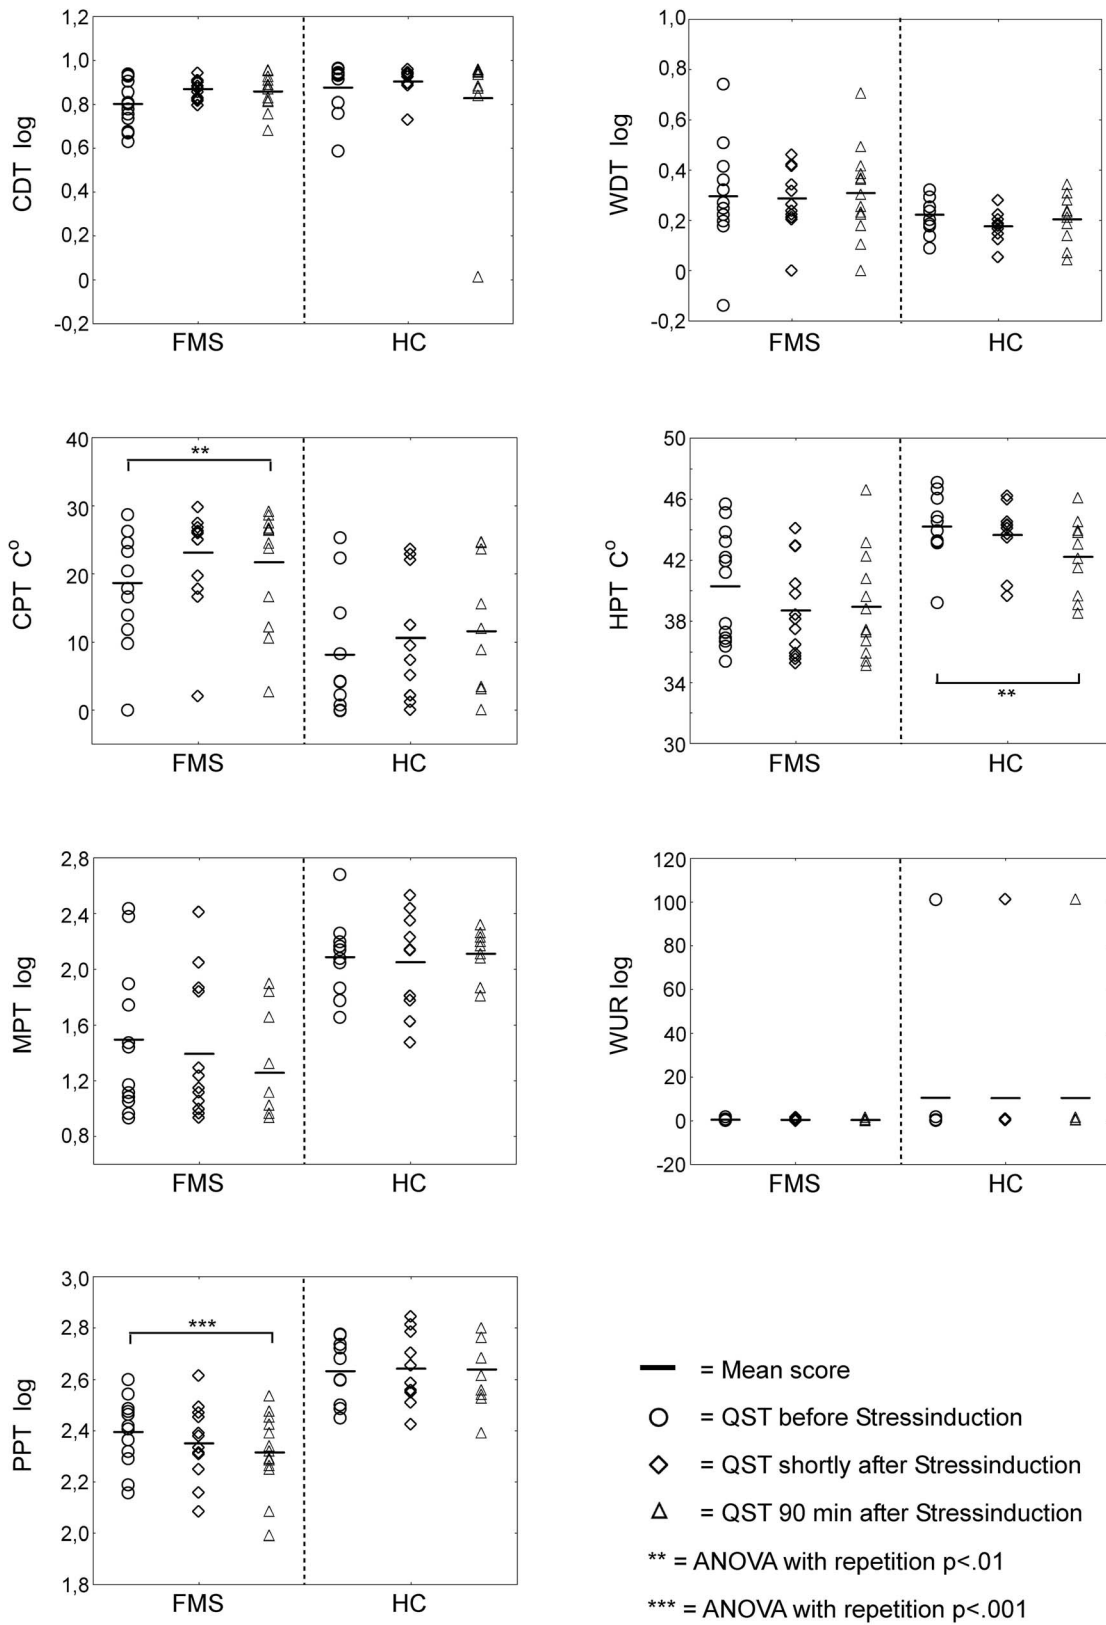 CDT log
1,2
1,0
0,8
0,6
0,4
0,2
0
-0,2
FMS
HC
WDT log
1,0
0,8
0,6
0,4
0,2
0
-0,2
FMS
HC
CPT C°
40
30
20
10
0
**
FMS
HC
HPT C°
50
46
42
38
34
30
**
FMS
HC
MPT log
2,8
2,4
2,0
1,6
1,2
0,8
FMS
HC
WUR log
120
100
80
60
40
20
0
-20
FMS
HC
PPT log
3,0
2,8
2,6
2,4
2,2
2,0
1,8
***
FMS
HC
= Mean score
= QST before Stressinduction
= QST shortly after Stressinduction
= QST 90 min after Stressinduction
** = ANOVA with repetition p<.01
*** = ANOVA with repetition p<.001